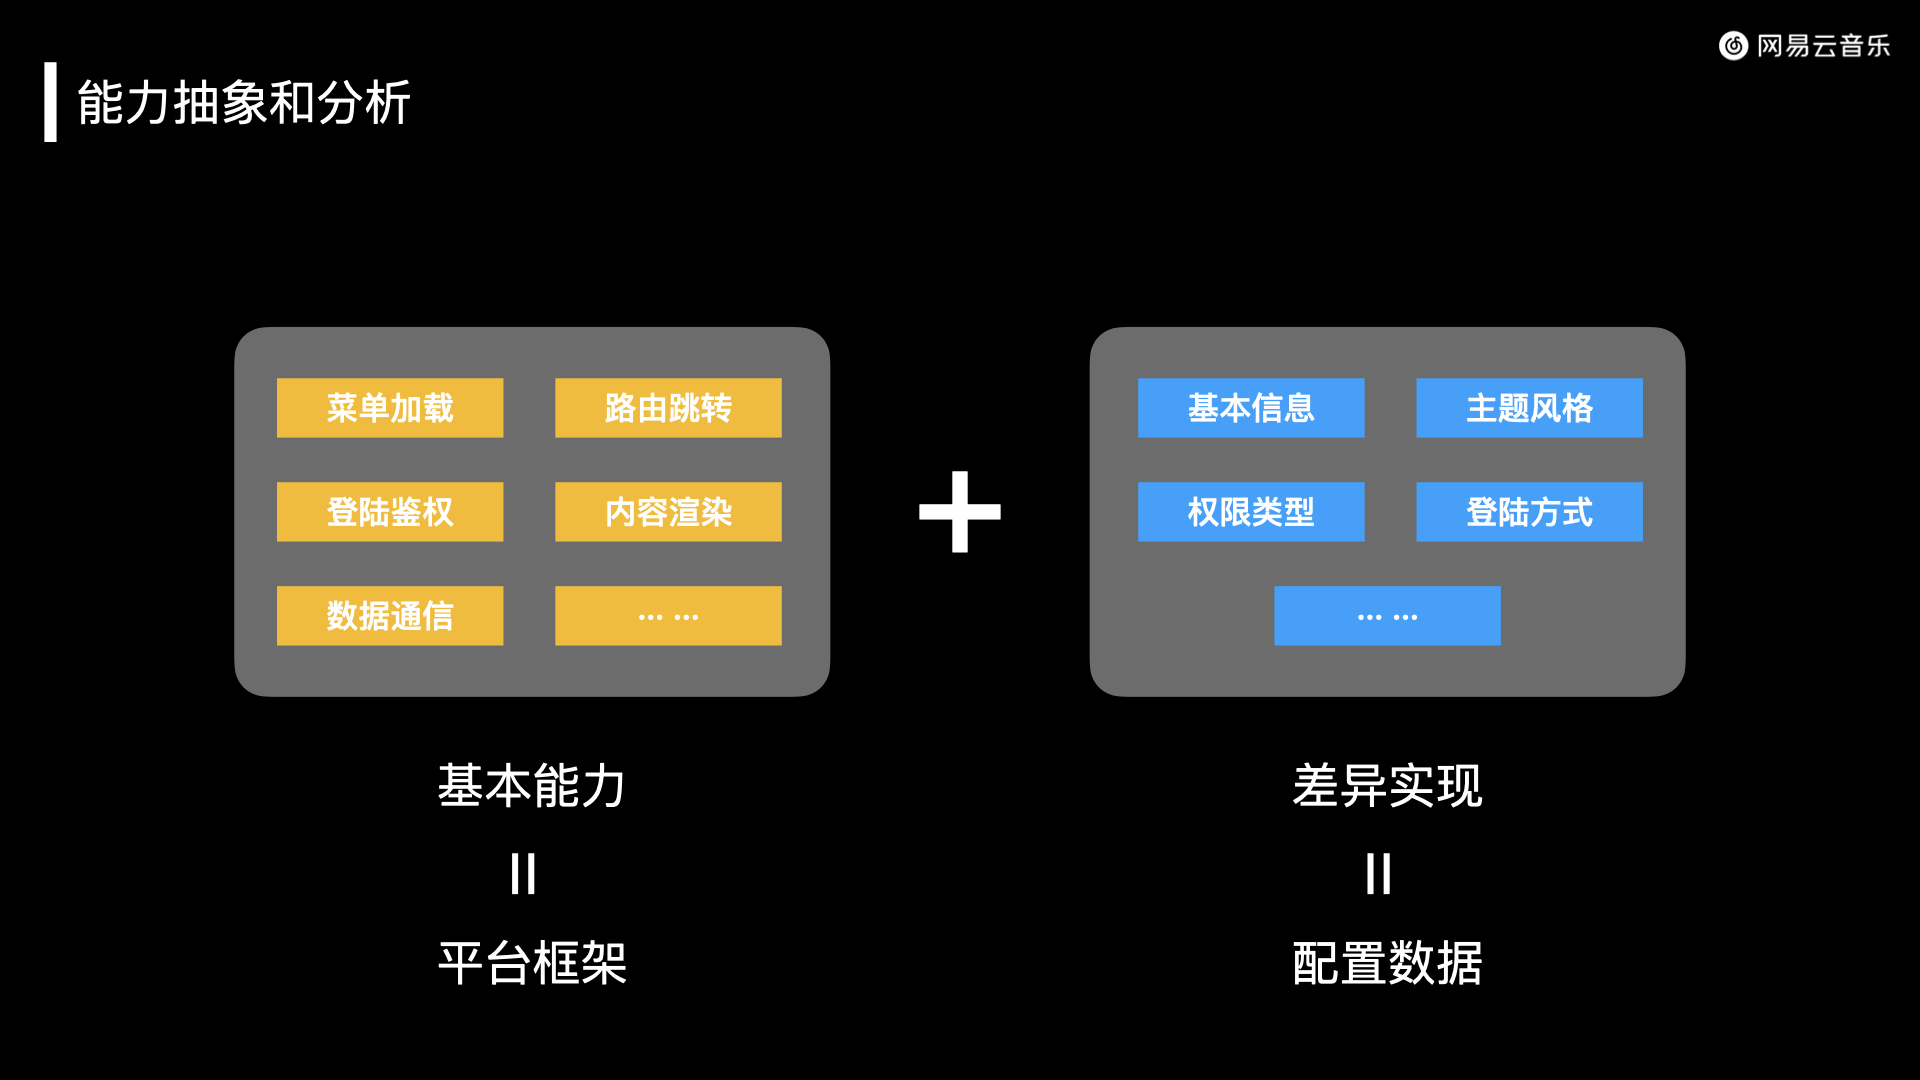 网易云音乐
能力抽象和分析
菜单加载 路由跳转
登陆鉴权 内容渲染
数据通信 ... ...
+
基本信息 主题风格
权限类型 登陆方式
... ...
基本能力
=
平台框架
差异实现
=
配置数据